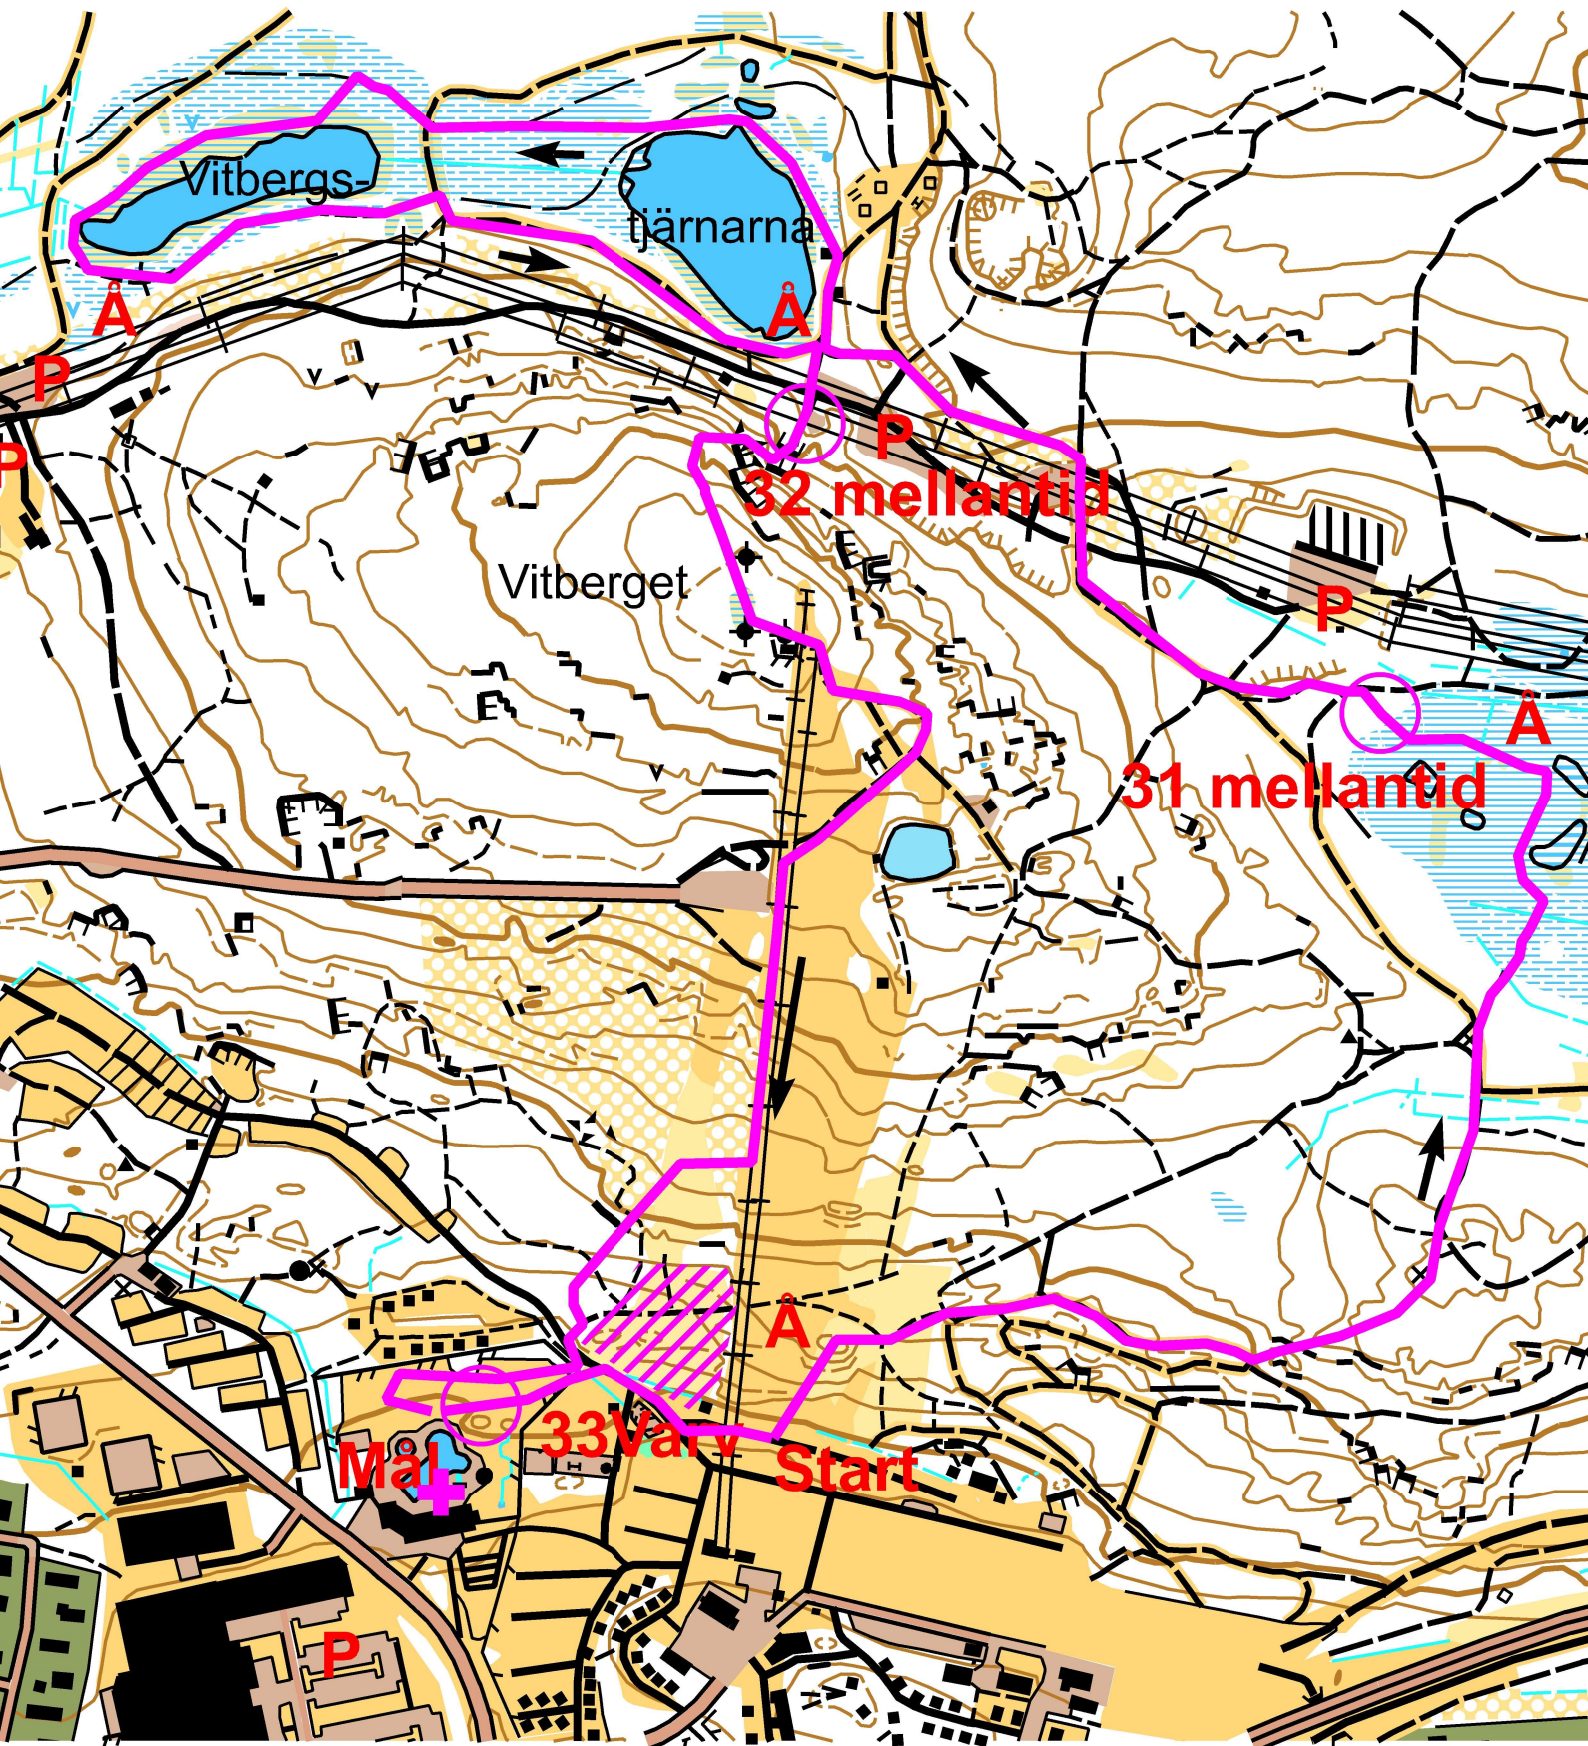 Vitbergs-
tjärnarna
Å
Å
P
P
P
32 mellantid
Vitberget
P
Å
31 mellantid
Å
33Varv
Mål
Start
P